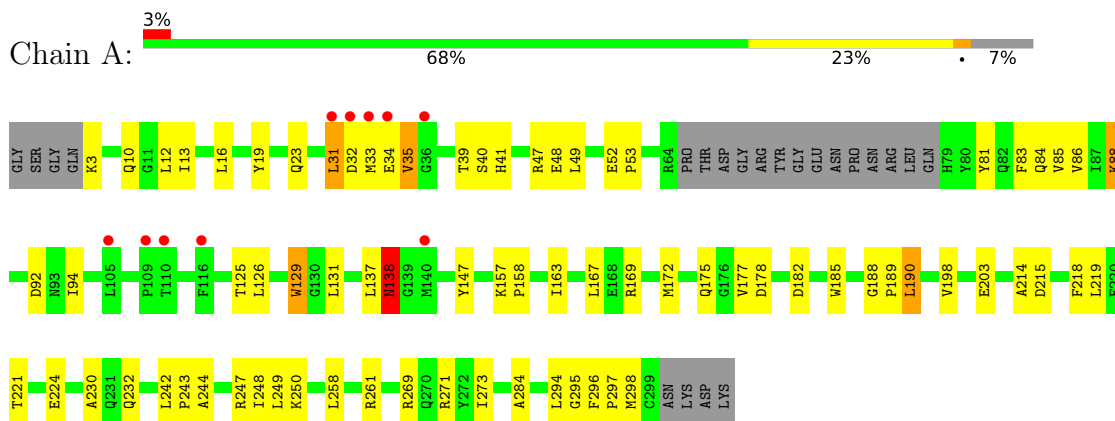 3%
Chain A:
68% 23% • 7%
GLY SER GLY GLN K3 Q10 G11 L12 I13 L16 Y19 Q23 L31 D32 M33 E34 V35 G36 T39 S40 H41 R47 E48 L49 E52 P53 R64 PRO THR ASP GLY ARG TYR GLY GLU ASN PRO ASN ARG LEU GLN H79 Y80 Y81 Q82 F83 Q84 V85 V86 I87 K88
D92 N93 I94 L105 P109 T110 F116 T125 L126 W129 G130 L131 L137 N138 G139 M140 Y147 K157 P158 I163 L167 E168 R169 M172 Q175 G176 V177 D178 D182 W185 G188 P189 L190 V198 E203 A214 D215 F218 L219
T221 E224 A230 Q231 Q232 L242 P243 A244 R247 I248 L249 K250 L258 R261 R269 Q270 R271 Y272 I273 A284 L294 G295 F296 P297 M298 C299 ASN LYS ASP LYS